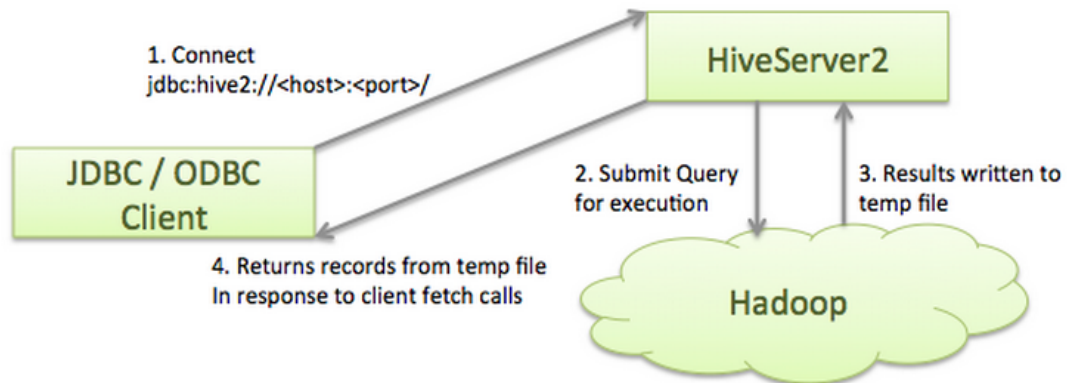 1. Connect
jdbc:hive2://<host>:<port>/
HiveServer2
JDBC / ODBC
Client
2. Submit Query
for execution
3. Results written to
temp file
4. Returns records from temp file
In response to client fetch calls
Hadoop